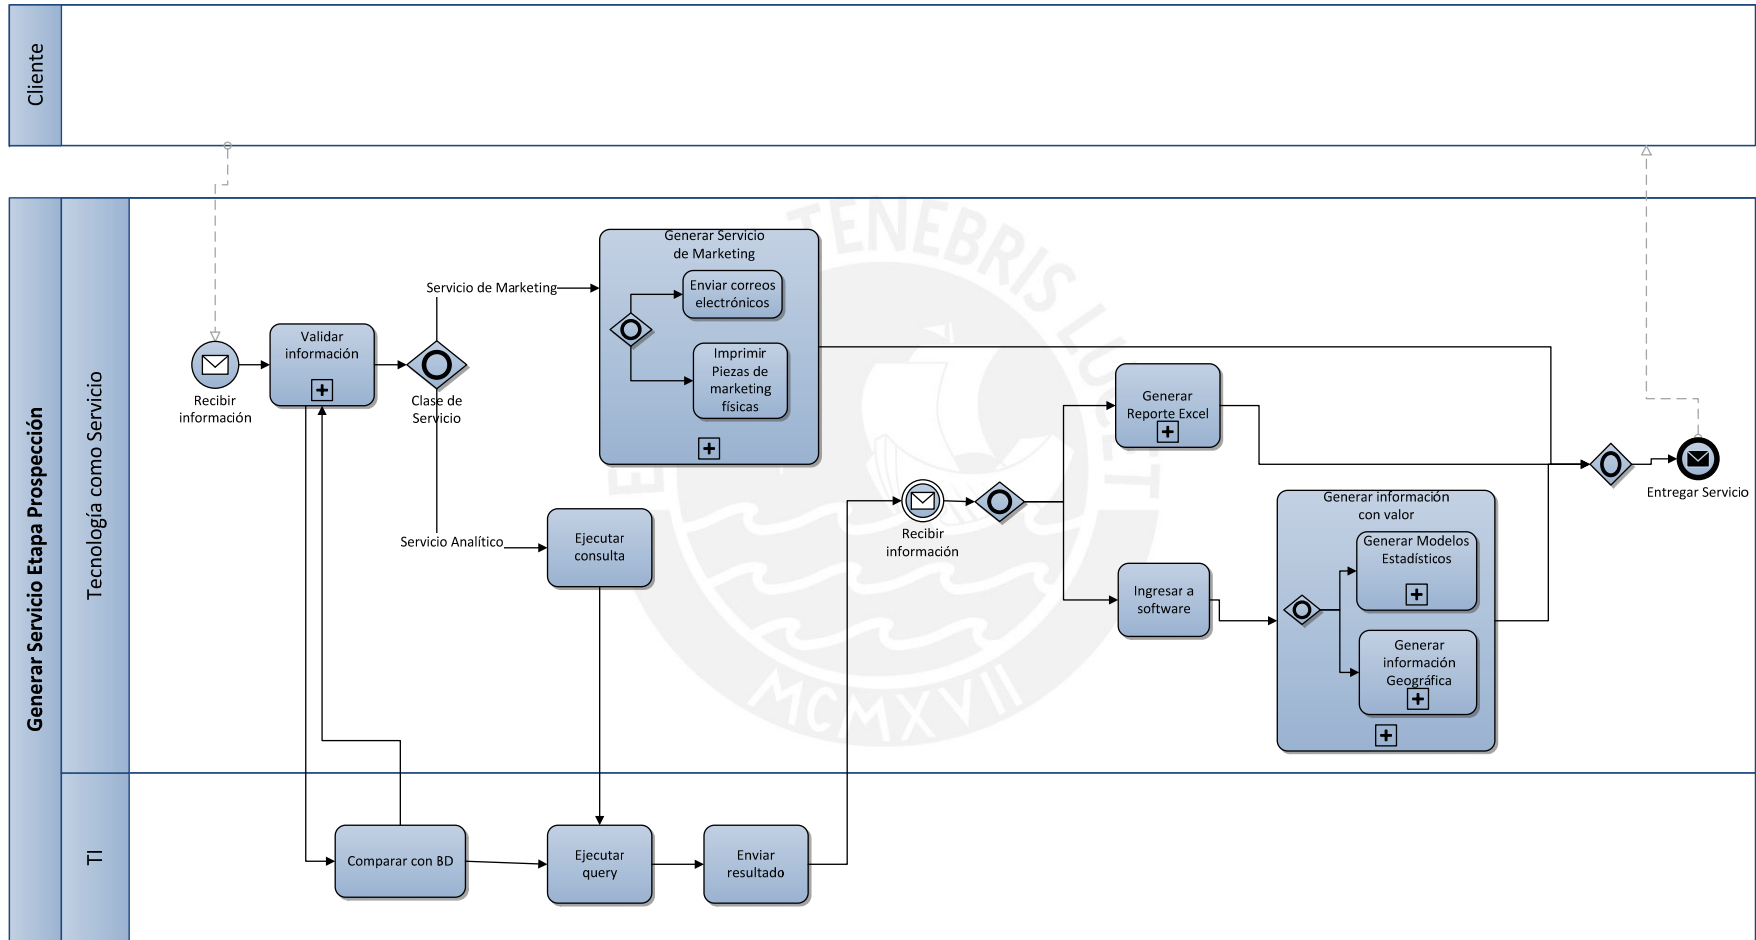 Cliente
Generar Servicio Etapa Prospección
Tecnología como Servicio
TI
Recibir
información
Validar
información
Clase de
Servicio
Servicio de Marketing
Servicio Analítico
Generar Servicio
de Marketing
Enviar correos
electrónicos
Imprimir
Piezas de
marketing
físicas
Ejecutar
consulta
Recibir
información
Generar
Reporte Excel
Ingresar a
software
Generar información
con valor
Generar Modelos
Estadísticos
Generar
información
Geográfica
Entregar Servicio
Comparar con BD
Ejecutar
query
Enviar
resultado
TENEBRIS
MCMXVII